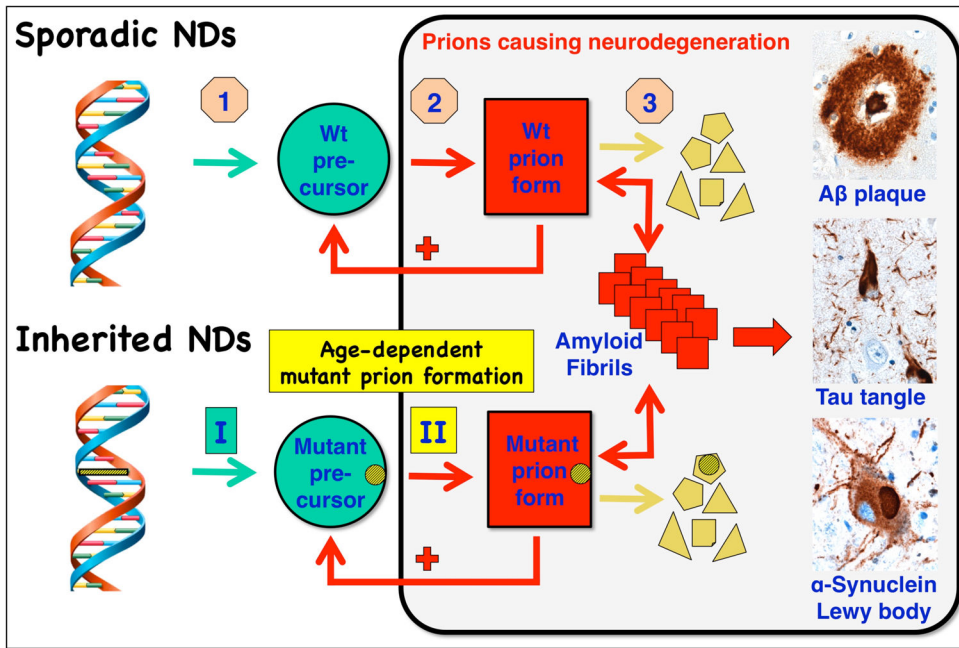 Sporadic NDs
Prions causing neurodegeneration
1
2
3
Wt
pre-
cursor
Wt
prion
form
+
Aβ plaque
Amyloid
Fibrils
Tau tangle
Inherited NDs
Age-dependent
mutant prion formation
I
II
Mutant
pre-
cursor
Mutant
prion
form
+
α-Synuclein
Lewy body